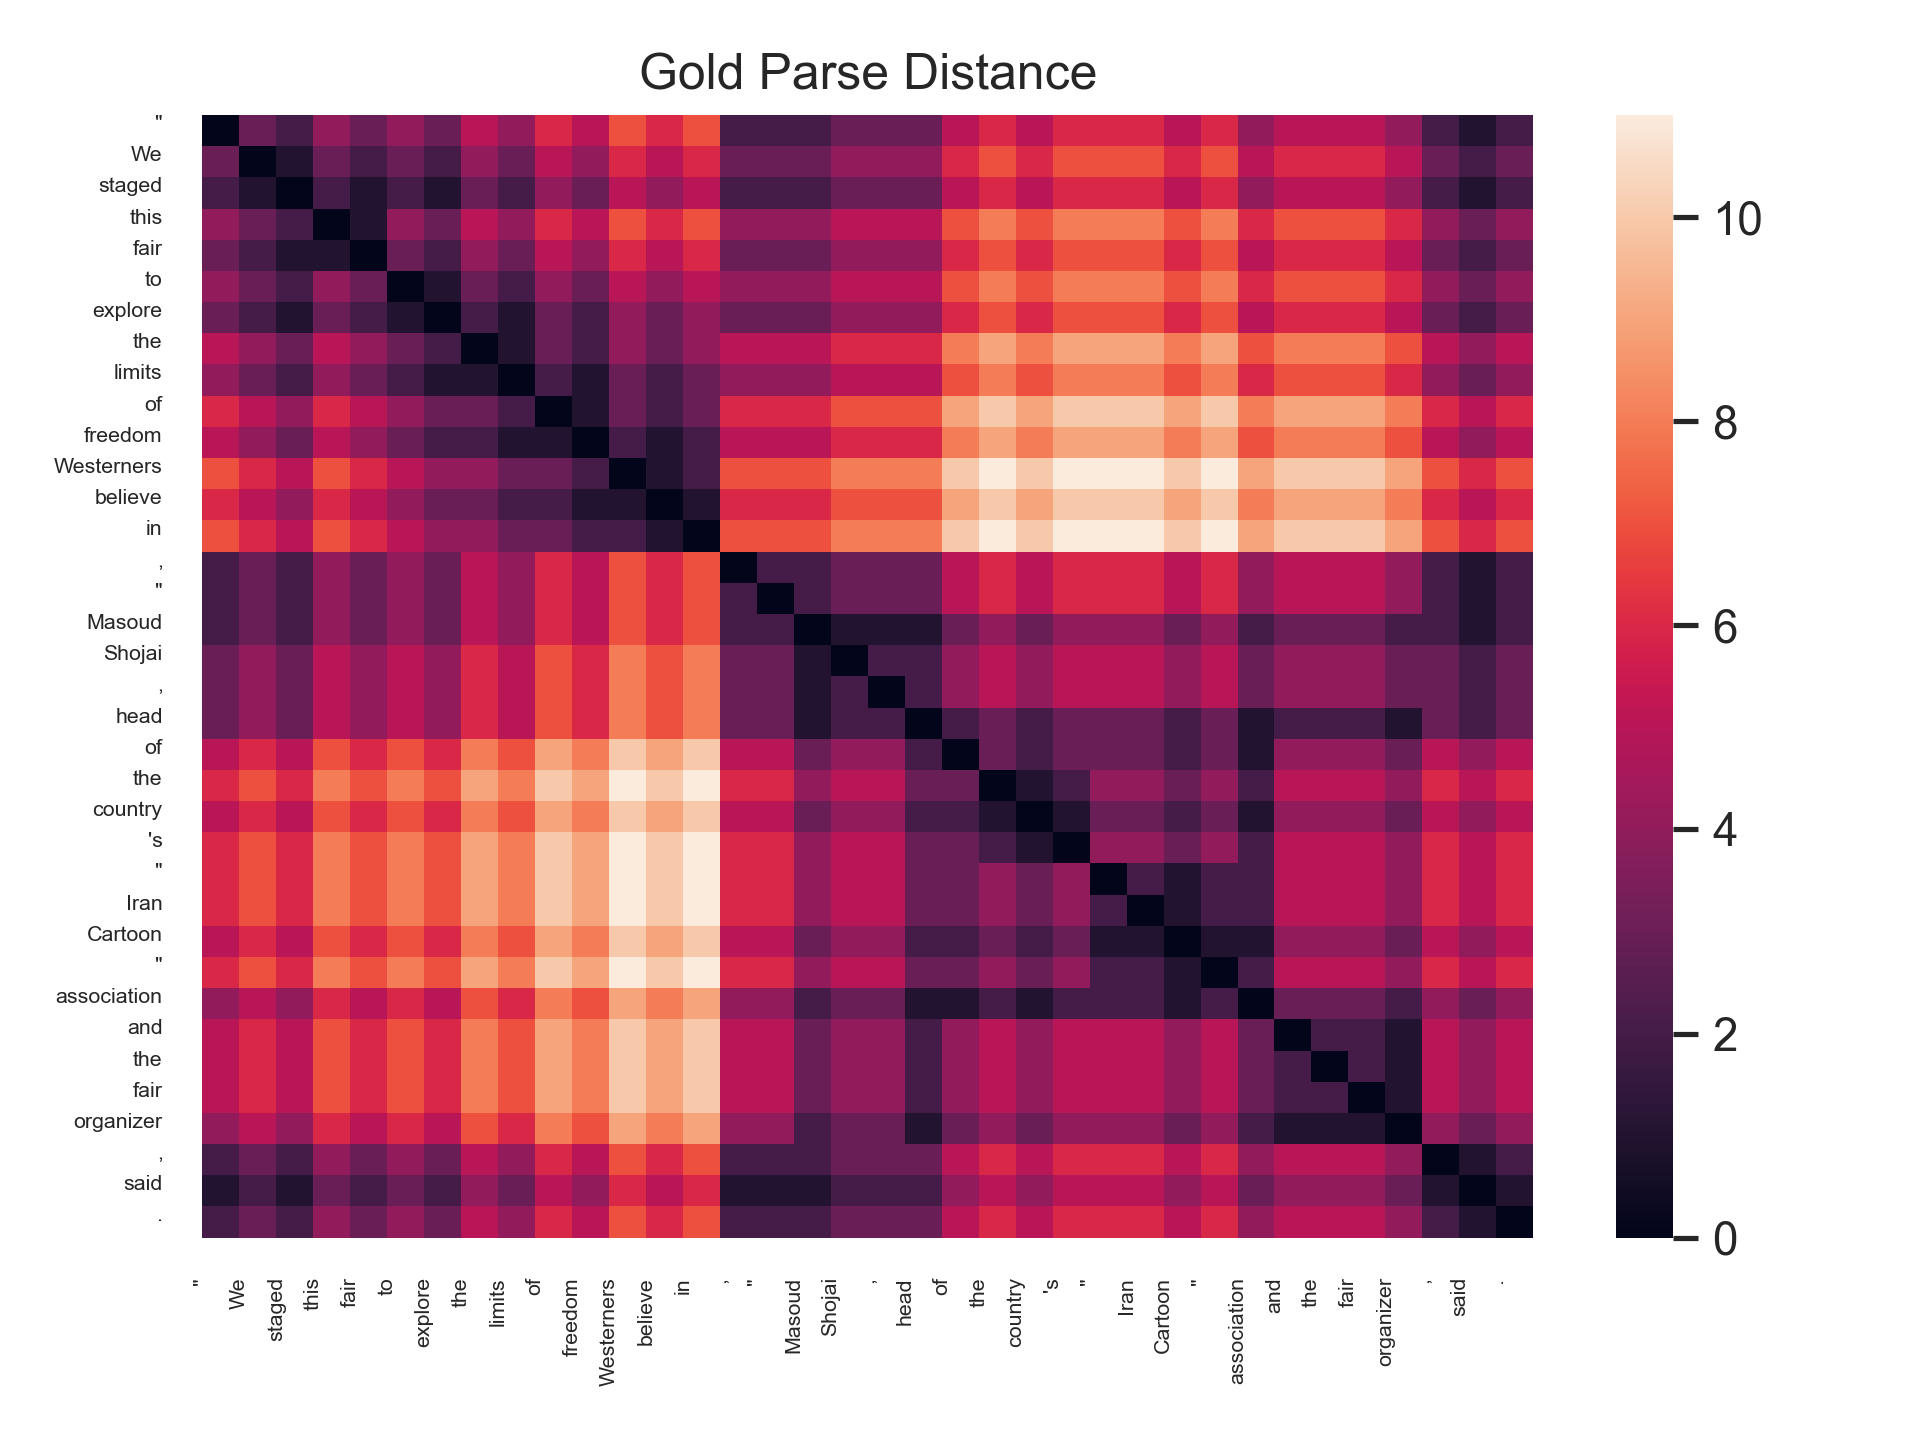 Gold Parse Distance
"
We
staged
this
fair
to
explore
the
limits
of
freedom
Westerners
believe
in
,
"
Masoud
Shojai
,
head
of
the
country
's
"
Iran
Cartoon
"
association
and
the
fair
organizer
,
said
.
10
8
6
4
2
0
" We staged this fair to explore the limits of freedom Westerners believe in , " Masoud Shojai , head of the country 's " Iran Cartoon " association and the fair organizer , said .